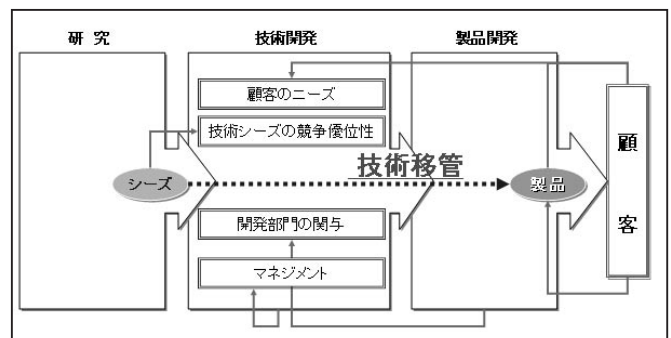 研究
技術開発
製品開発
顧客のニーズ
技術シーズの競争優位性
技術移管
シーズ
製品
顧客
開発部門の関与
マネジメント